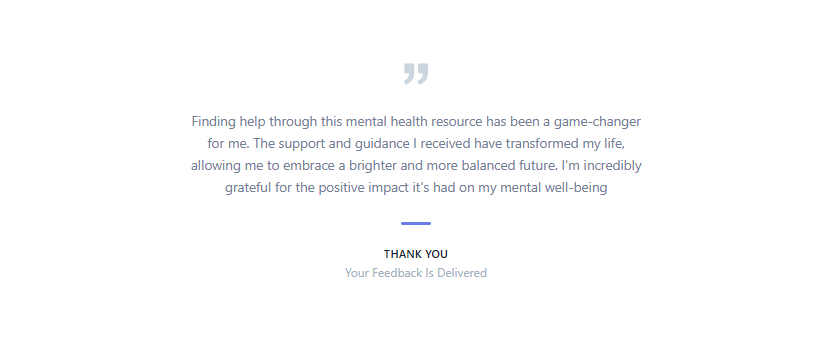 ”
Finding help through this mental health resource has been a game-changer
for me. The support and guidance I received have transformed my life,
allowing me to embrace a brighter and more balanced future. I'm incredibly
grateful for the positive impact it's had on my mental well-being
THANK YOU
Your Feedback Is Delivered